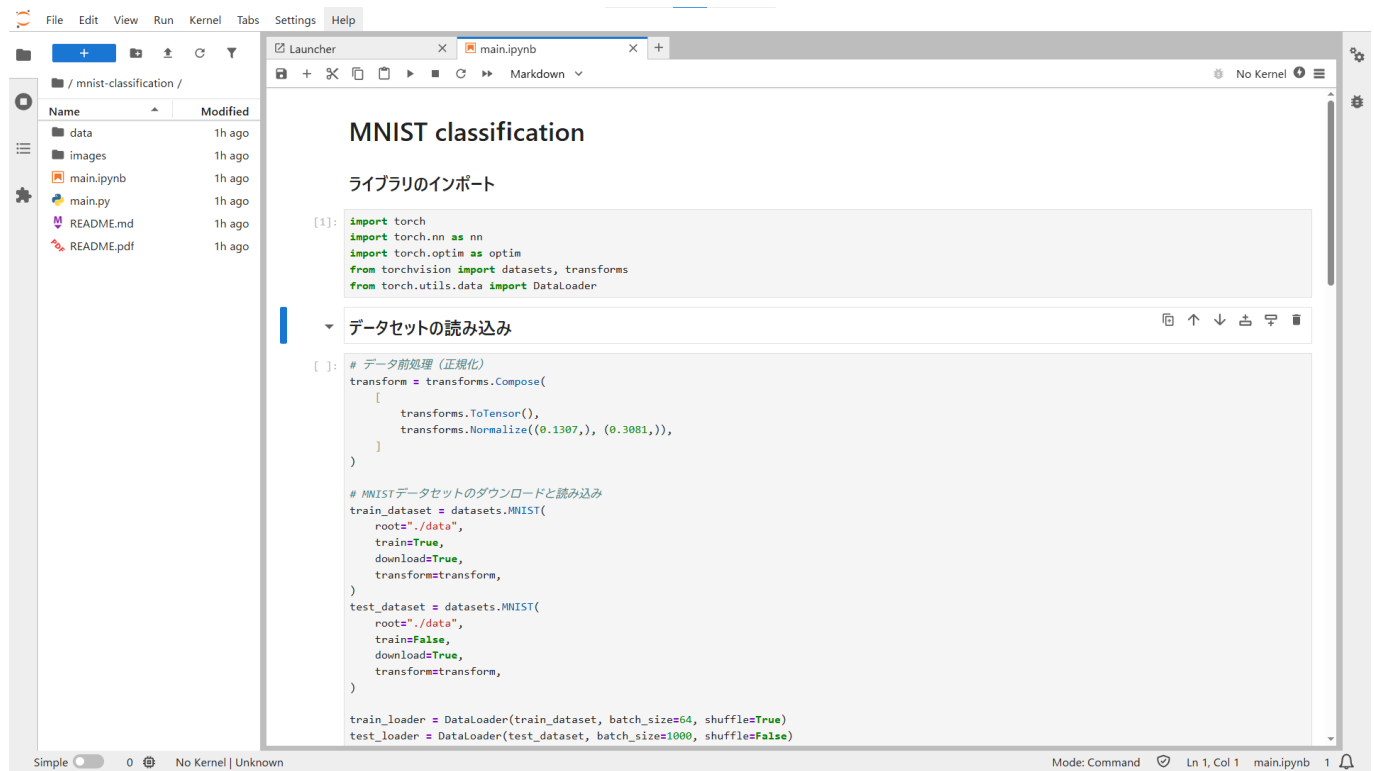 File Edit View Run Kernel Tabs Settings Help
Launcher
main.ipynb
Markdown
No Kernel
/ mnist-classification /
Name Modified
data 1h ago
images 1h ago
main.ipynb 1h ago
main.py 1h ago
README.md 1h ago
README.pdf 1h ago
MNIST classification
ライブラリのインポート
[1]:
import torch
import torch.nn as nn
import torch.optim as optim
from torchvision import datasets, transforms
from torch.utils.data import DataLoader
データセットの読み込み
[ ]:
# データ前処理（正規化）
transform = transforms.Compose(
    [
        transforms.ToTensor(),
        transforms.Normalize((0.1307,), (0.3081,)),
    ]
)
# MNISTデータセットのダウンロードと読み込み
train_dataset = datasets.MNIST(
    root="./data",
    train=True,
    download=True,
    transform=transform,
)
test_dataset = datasets.MNIST(
    root="./data",
    train=False,
    download=True,
    transform=transform,
)
train_loader = DataLoader(train_dataset, batch_size=64, shuffle=True)
test_loader = DataLoader(test_dataset, batch_size=1000, shuffle=False)
Simple 0 No Kernel | Unknown Mode: Command Ln 1, Col 1 main.ipynb 1